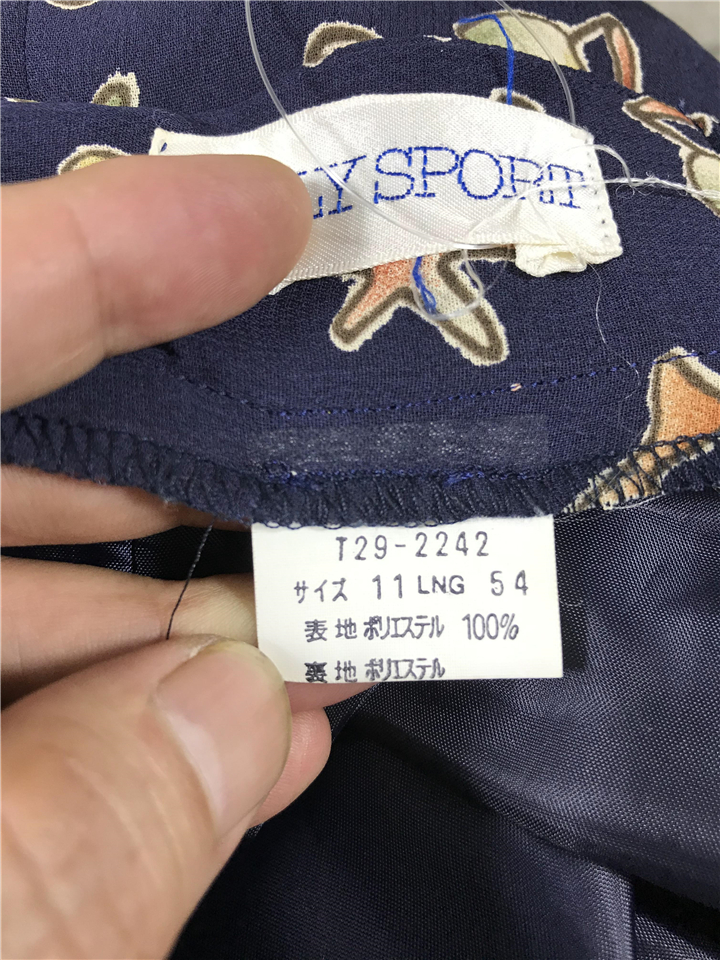 LY SPORT
T29-2242
サイズ 11 LNG 54
表地 ポリエステル 100%
裏地 ポリエステル